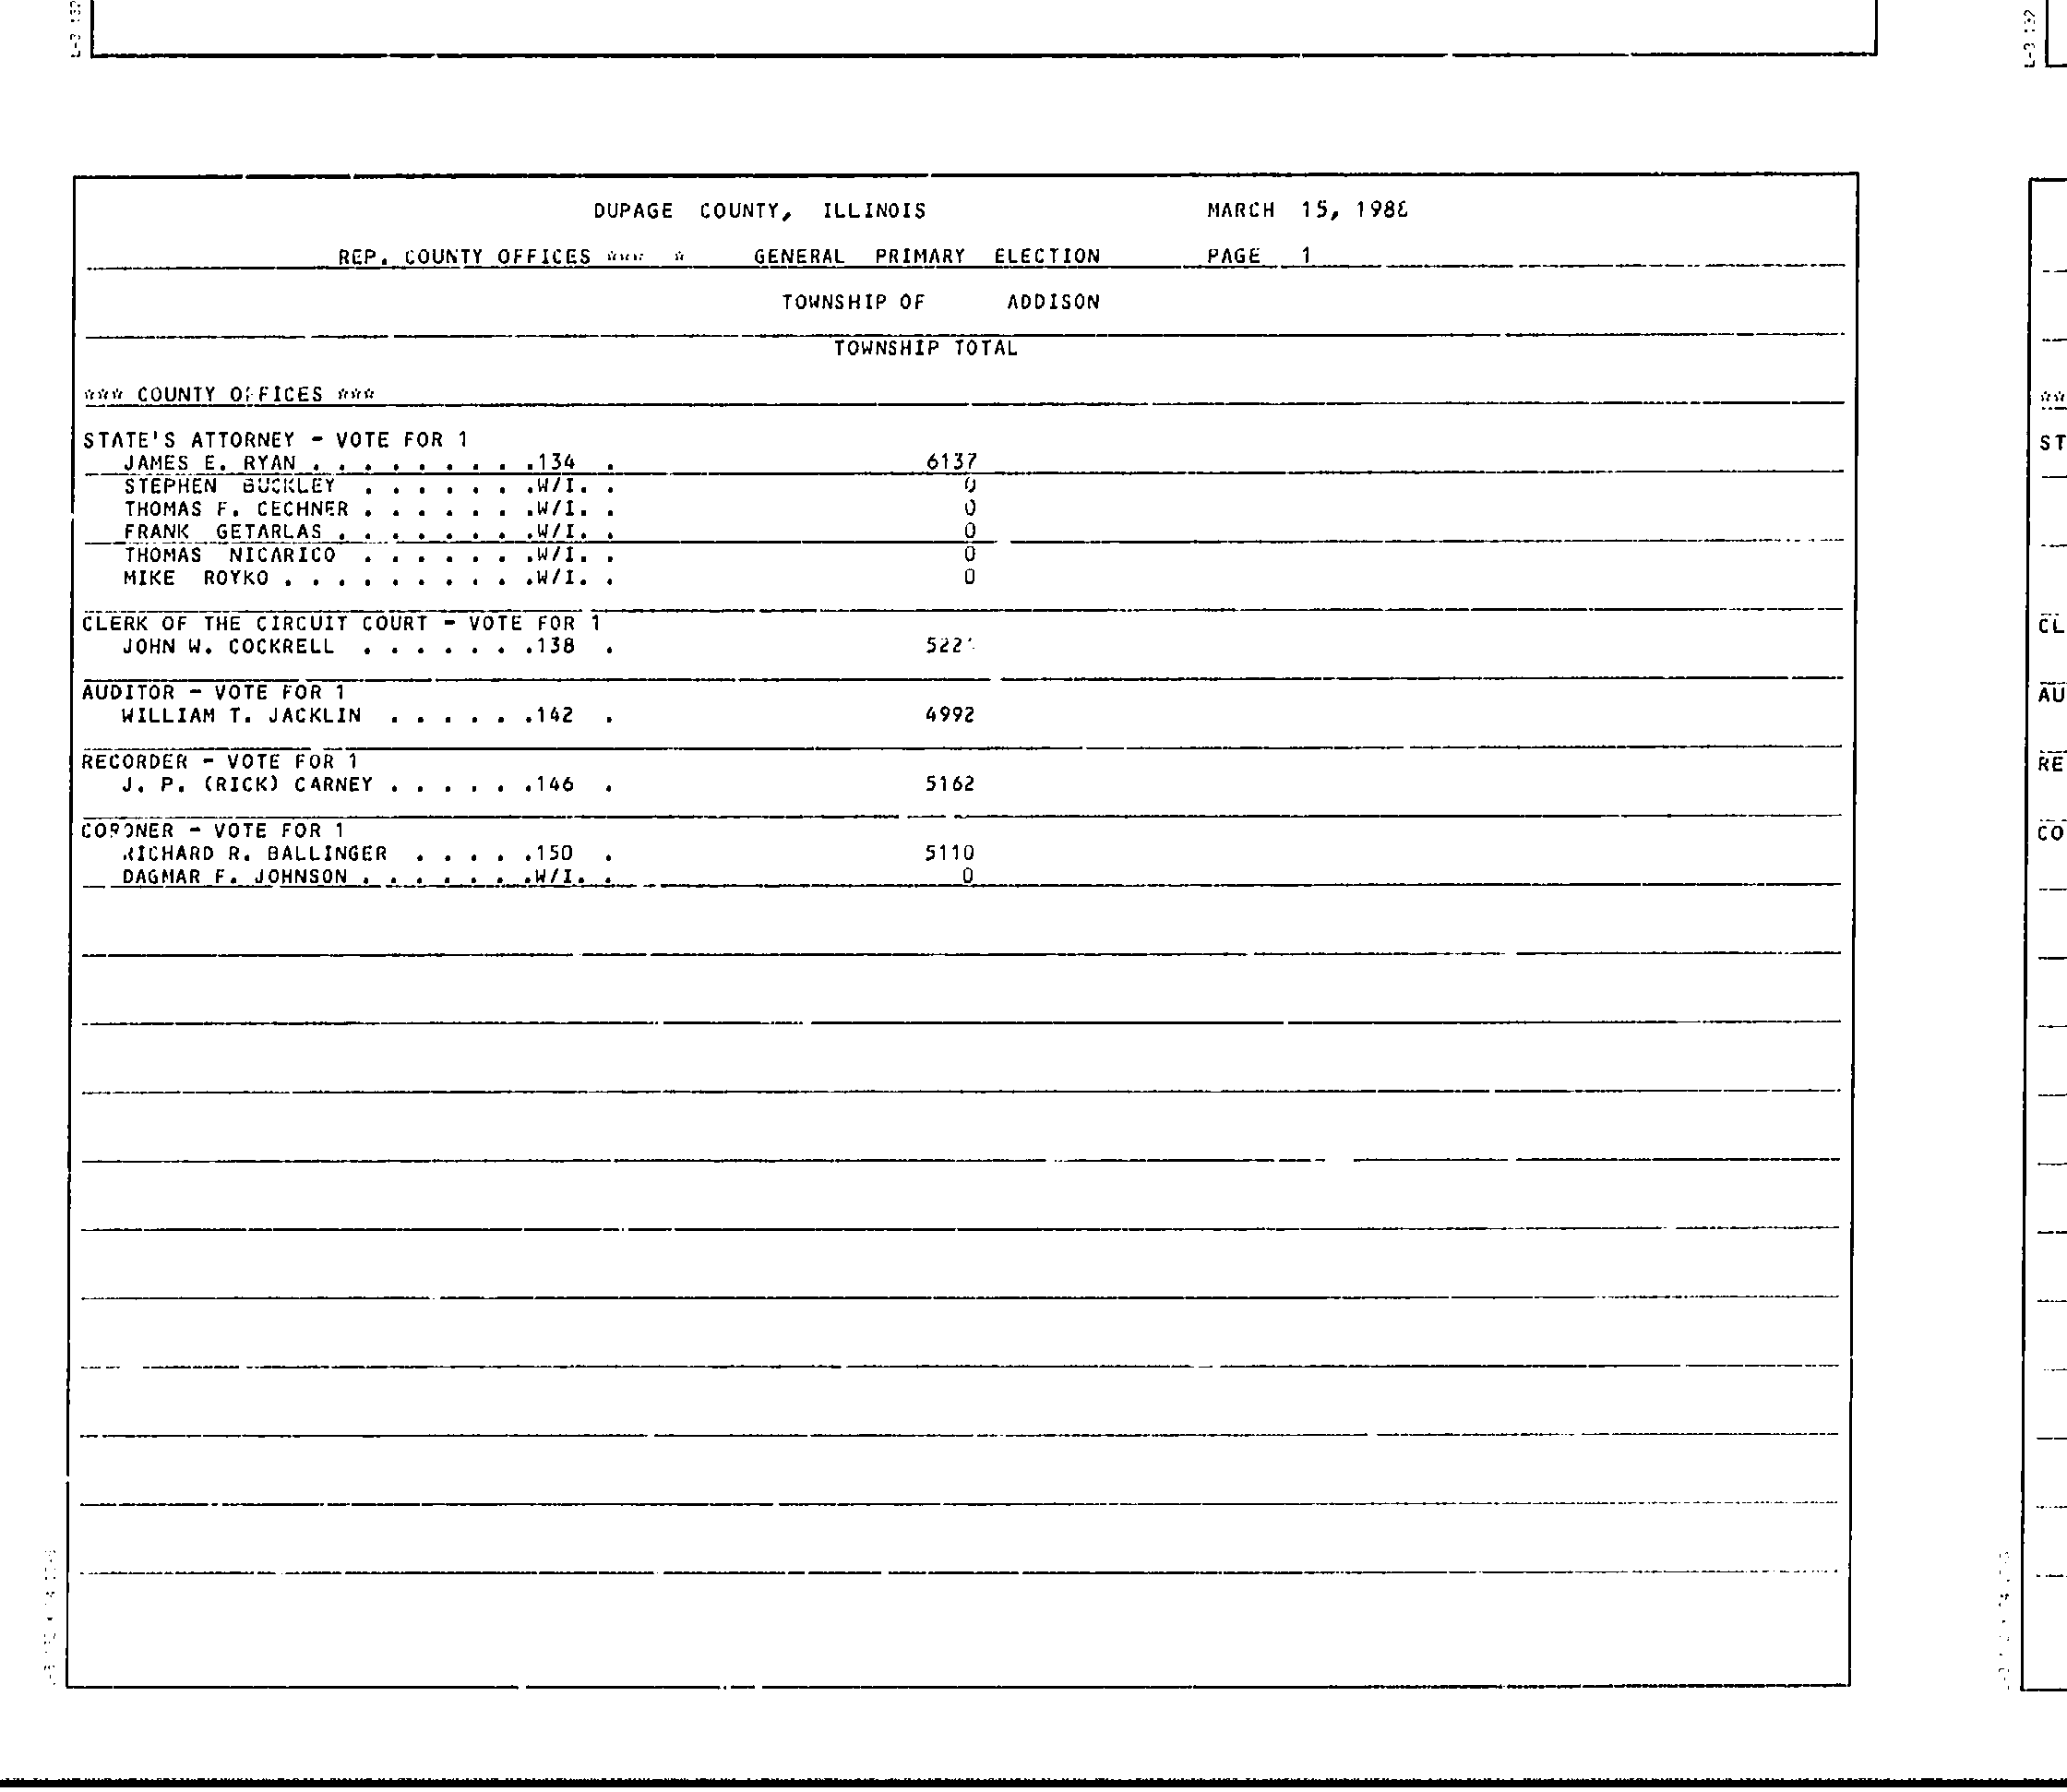 DUPAGE COUNTY, ILLINOIS MARCH 15, 1988
REP. COUNTY OFFICES *** * GENERAL PRIMARY ELECTION PAGE 1
TOWNSHIP OF ADDISON
TOWNSHIP TOTAL
*** COUNTY OFFICES ***
STATE'S ATTORNEY - VOTE FOR 1
JAMES E. RYAN . . . . . . . . .134 . 6137
STEPHEN BUCKLEY . . . . . . .W/I. . 0
THOMAS F. CECHNER . . . . . . .W/I. . 0
FRANK GETARLAS . . . . . . . .W/I. . 0
THOMAS NICARICO . . . . . . .W/I. . 0
MIKE ROYKO . . . . . . . . . .W/I. . 0
CLERK OF THE CIRCUIT COURT - VOTE FOR 1
JOHN W. COCKRELL . . . . . . .138 .
AUDITOR - VOTE FOR 1
WILLIAM T. JACKLIN . . . . . .142 . 4992
RECORDER - VOTE FOR 1
J. P. (RICK) CARNEY . . . . . .146 . 5162
CORONER - VOTE FOR 1
RICHARD R. BALLINGER . . . . .150 . 5110
DAGMAR F. JOHNSON . . . . . . .W/I. . 0
**
ST
CL
AU
RE
CO